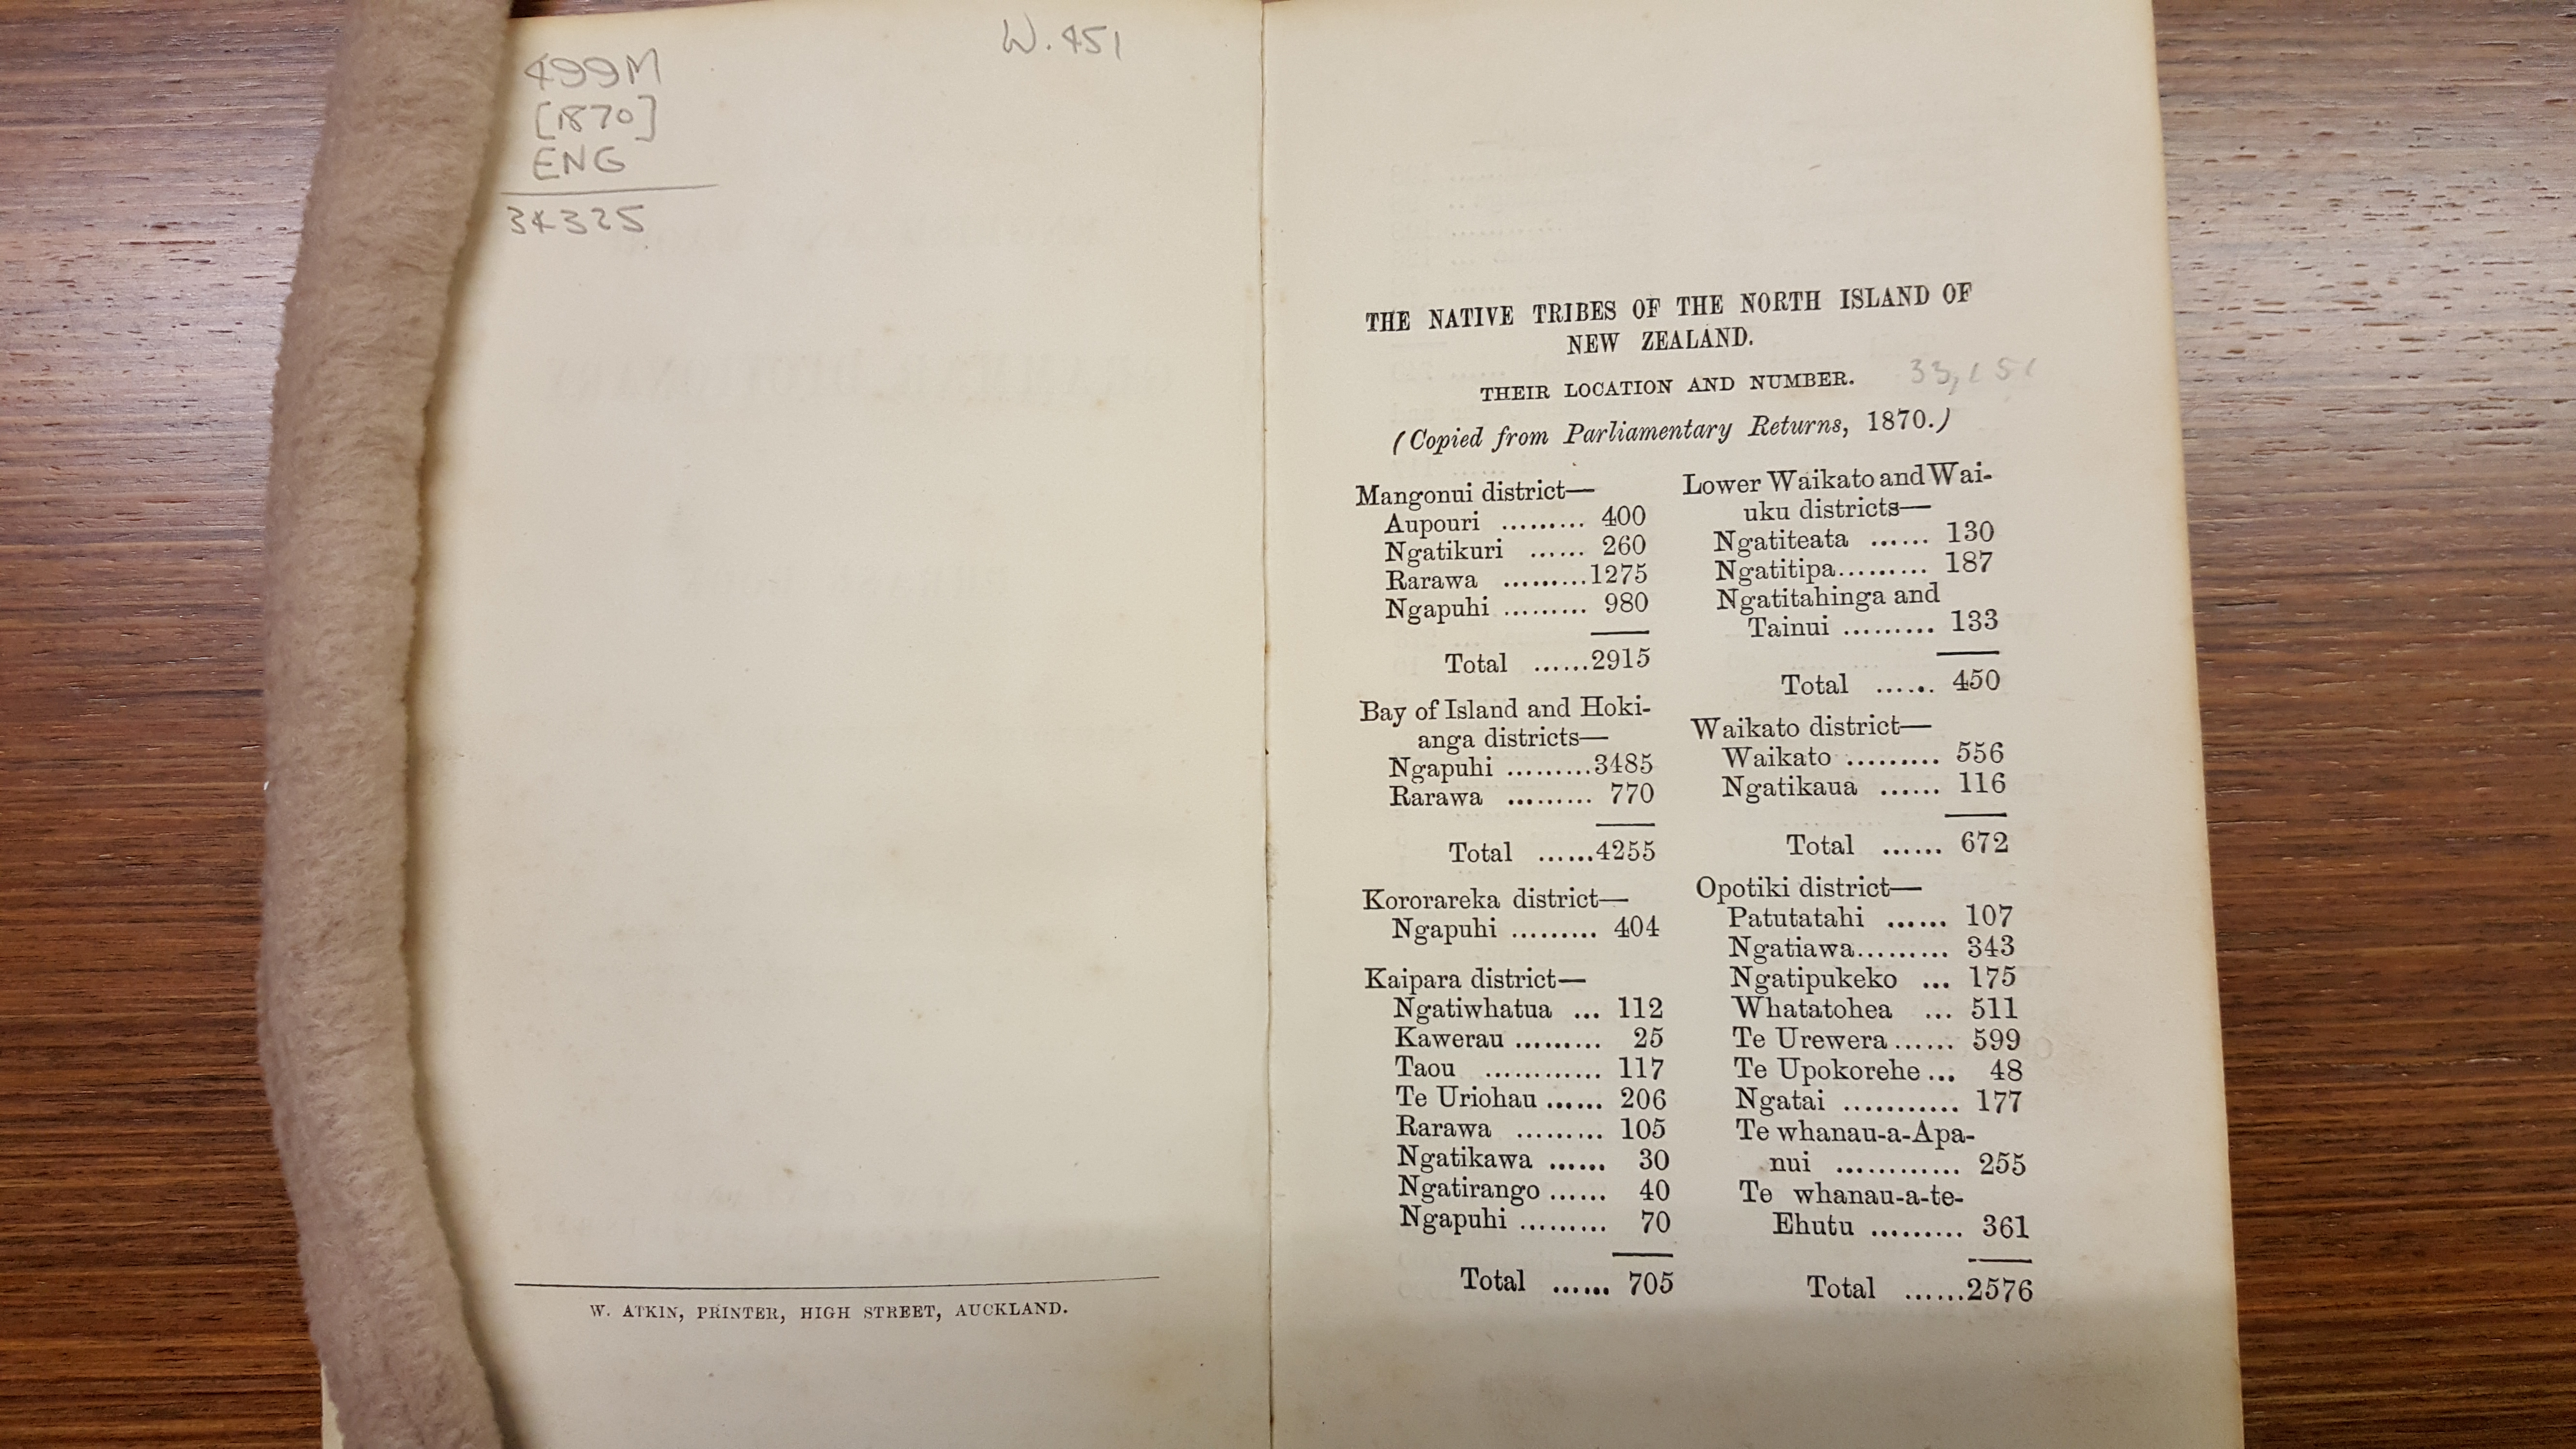 499M
[1870]
ENG
34325
W. 451
W. ATKIN, PRINTER, HIGH STREET, AUCKLAND.
THE NATIVE TRIBES OF THE NORTH ISLAND OF
NEW ZEALAND.
THEIR LOCATION AND NUMBER.
(Copied from Parliamentary Returns, 1870.)
Mangonui district—
Aupouri ......... 400
Ngatikuri ...... 260
Rarawa .........1275
Ngapuhi ......... 980
Total ......2915
Bay of Island and Hoki-
anga districts—
Ngapuhi .........3485
Rarawa ......... 770
Total ......4255
Kororareka district—
Ngapuhi ......... 404
Kaipara district—
Ngatiwhatua ... 112
Kawerau ......... 25
Taou ............ 117
Te Uriohau ...... 206
Rarawa ......... 105
Ngatikawa ...... 30
Ngatirango ...... 40
Ngapuhi ......... 70
Total ...... 705
Lower Waikato and Wai-
uku districts—
Ngatiteata ...... 130
Ngatitipa......... 187
Ngatitahinga and
Tainui ......... 133
Total ...... 450
Waikato district—
Waikato ......... 556
Ngatikaua ...... 116
Total ...... 672
Opotiki district—
Patutatahi ...... 107
Ngatiawa......... 343
Ngatipukeko ... 175
Whatatohea ... 511
Te Urewera ...... 599
Te Upokorehe ... 48
Ngatai ........... 177
Te whanau-a-Apa-
nui ............ 255
Te whanau-a-te-
Ehutu ......... 361
Total ......2576